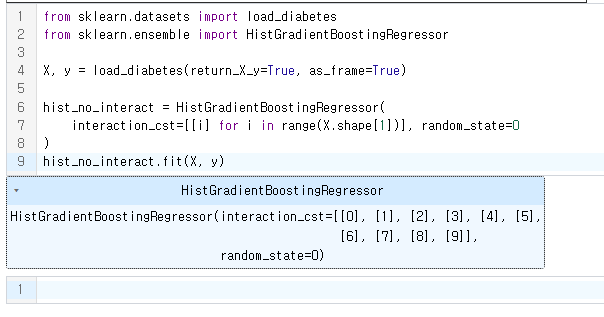 1 from sklearn.datasets import load_diabetes
2 from sklearn.ensemble import HistGradientBoostingRegressor
3
4 X, y = load_diabetes(return_X_y=True, as_frame=True)
5
6 hist_no_interact = HistGradientBoostingRegressor(
7     interaction_cst=[[i] for i in range(X.shape[1])], random_state=0
8 )
9 hist_no_interact.fit(X, y)
HistGradientBoostingRegressor
HistGradientBoostingRegressor(interaction_cst=[[0], [1], [2], [3], [4], [5],
[6], [7], [8], [9]],
random_state=0)
1